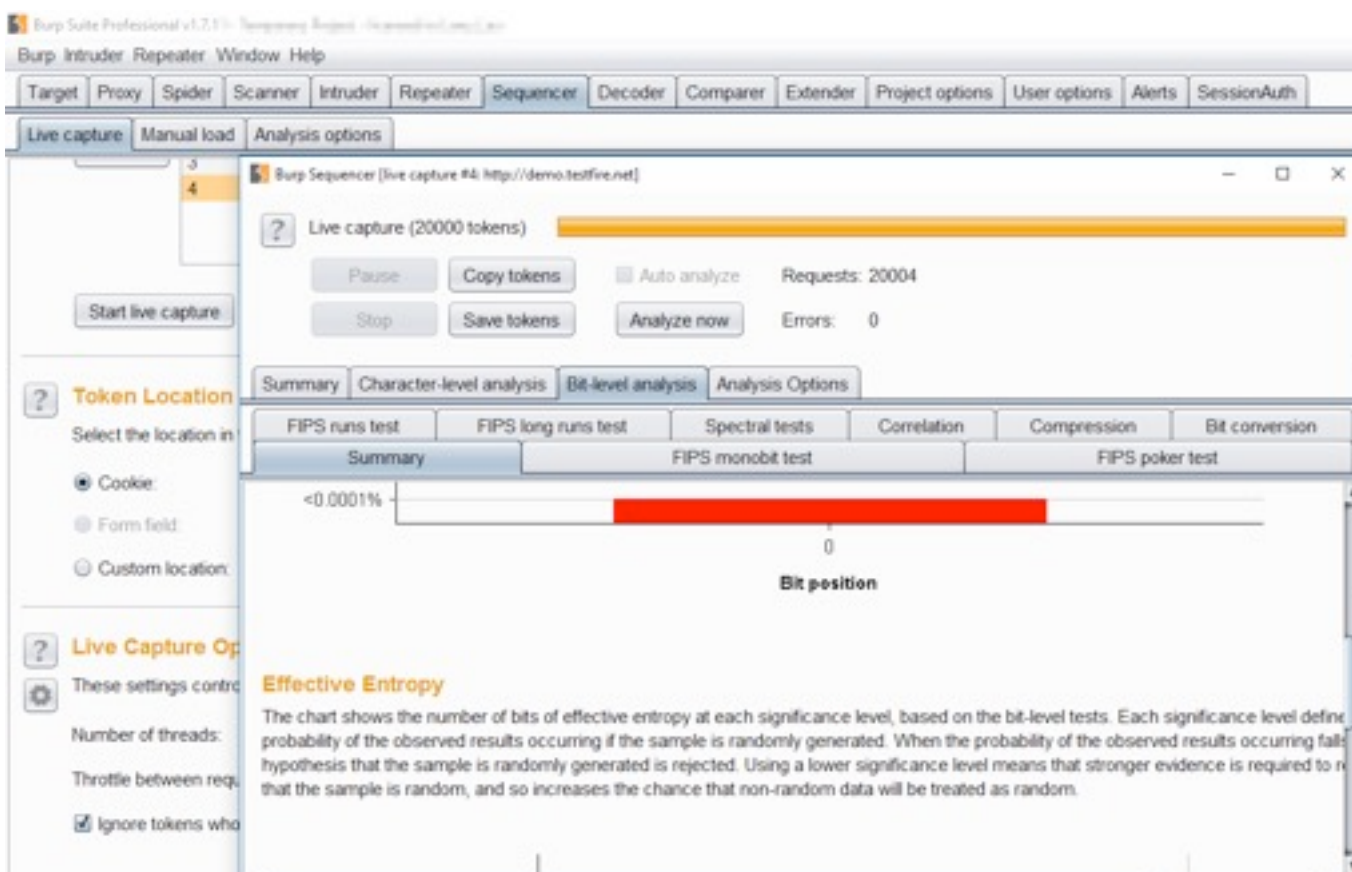 Burp Suite Professional v1.7.1
Burp Intruder Repeater Window Help
Target Proxy Spider Scanner Intruder Repeater Sequencer Decoder Comparer Extender Project options User options Alerts SessionAuth
Live capture Manual load Analysis options
3
4
Start live capture
Token Location
Select the location in
Cookie:
Form field:
Custom location:
Live Capture Op
These settings contro
Number of threads:
Throttle between requ
Ignore tokens who
Burp Sequencer [live capture #4: http://demo.testfire.net]
? Live capture (20000 tokens)
Pause Copy tokens Auto analyze Requests: 20004
Stop Save tokens Analyze now Errors: 0
Summary Character-level analysis Bit-level analysis Analysis Options
FIPS runs test FIPS long runs test Spectral tests Correlation Compression Bit conversion
Summary FIPS monobit test FIPS poker test
<0.0001%
0
Bit position
Effective Entropy
The chart shows the number of bits of effective entropy at each significance level, based on the bit-level tests. Each significance level define
probability of the observed results occurring if the sample is randomly generated. When the probability of the observed results occurring falls
hypothesis that the sample is randomly generated is rejected. Using a lower significance level means that stronger evidence is required to r
that the sample is random, and so increases the chance that non-random data will be treated as random.